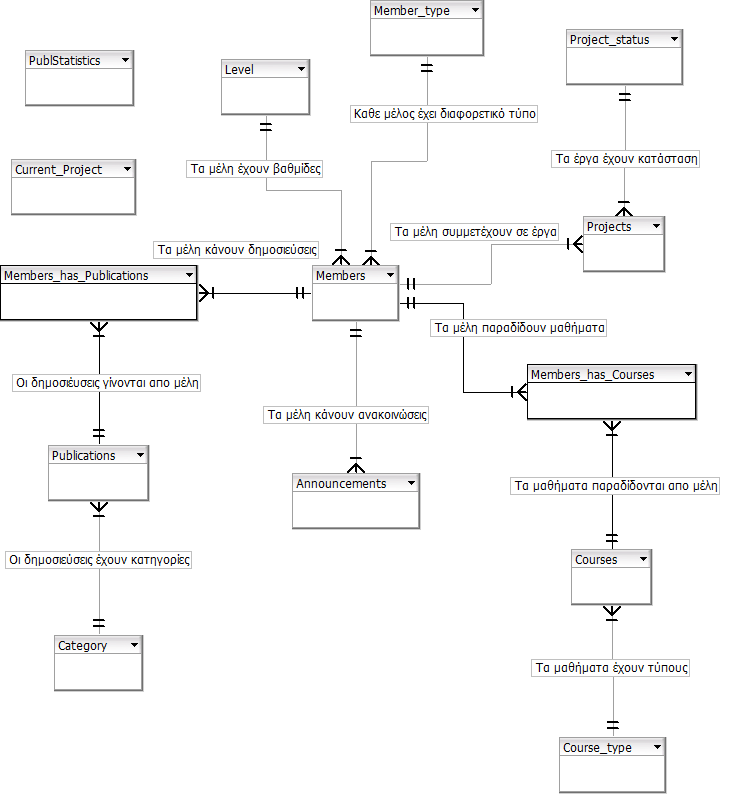 Member_type
Project_status
PublStatistics
Level
Καθε μέλος έχει διαφορετικό τύπο
Τα έργα έχουν κατάσταση
Current_Project
Τα μέλη έχουν βαθμίδες
Τα μέλη συμμετέχουν σε έργα
Projects
Τα μέλη κάνουν δημοσιεύσεις
Members_has_Publications
Members
Τα μέλη παραδίδουν μαθήματα
Οι δημοσιέυσεις γίνονται απο μέλη
Members_has_Courses
Τα μέλη κάνουν ανακοινώσεις
Publications
Announcements
Τα μαθήματα παραδίδονται απο μέλη
Οι δημοσιεύσεις έχουν κατηγορίες
Courses
Category
Τα μαθήματα έχουν τύπους
Course_type